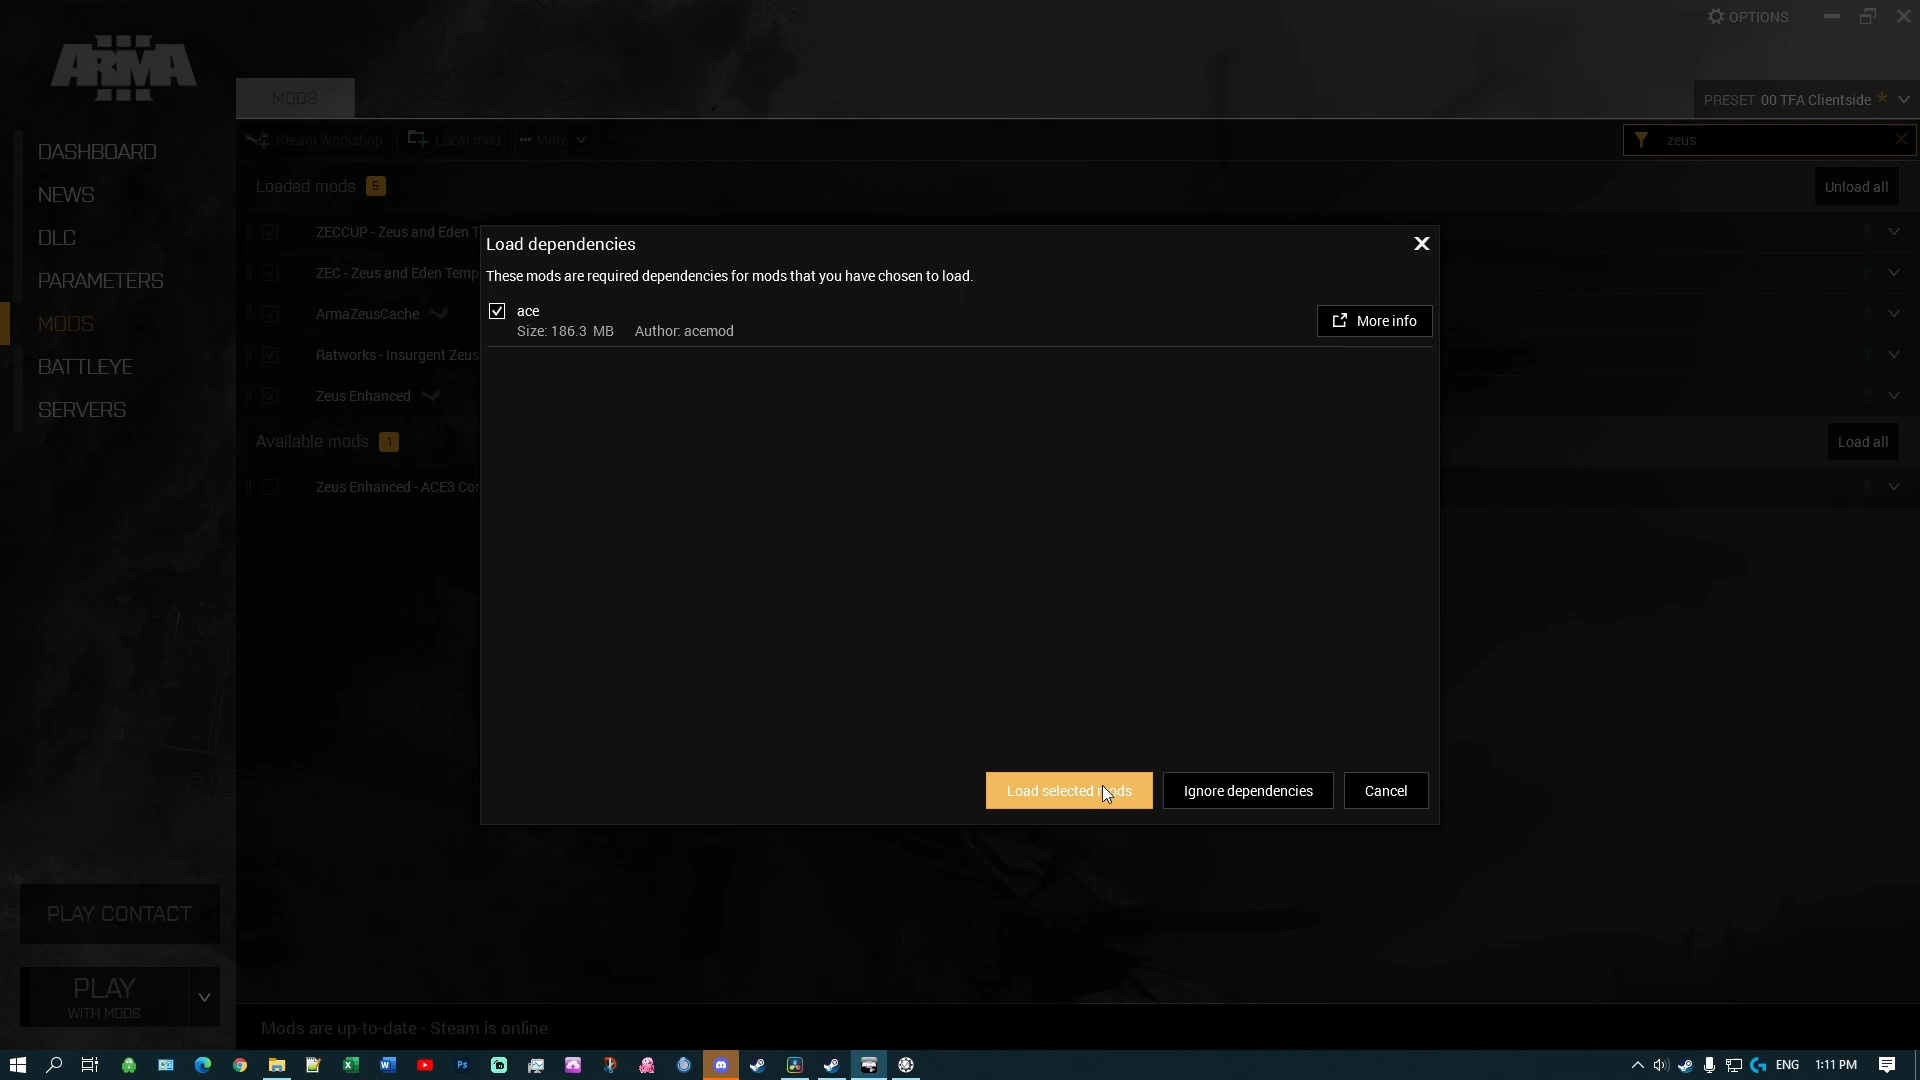 OPTIONS
ARMA III
MODS
PRESET 00 TFA Clientside *
DASHBOARD
NEWS
DLC
PARAMETERS
MODS
BATTLEYE
SERVERS
Steam Workshop
Local mod
More
zeus
Loaded mods 5
Unload all
ZECCUP - Zeus and Eden T
ZEC - Zeus and Eden Temp
ArmaZeusCache
Ratworks - Insurgent Zeus
Zeus Enhanced
Available mods 1
Load all
Zeus Enhanced - ACE3 Co
Load dependencies
These mods are required dependencies for mods that you have chosen to load.
ace
Size: 186.3 MB Author: acemod
More info
Load selected mods
Ignore dependencies
Cancel
PLAY CONTACT
PLAY
WITH MODS
Mods are up-to-date - Steam is online
ENG
1:11 PM